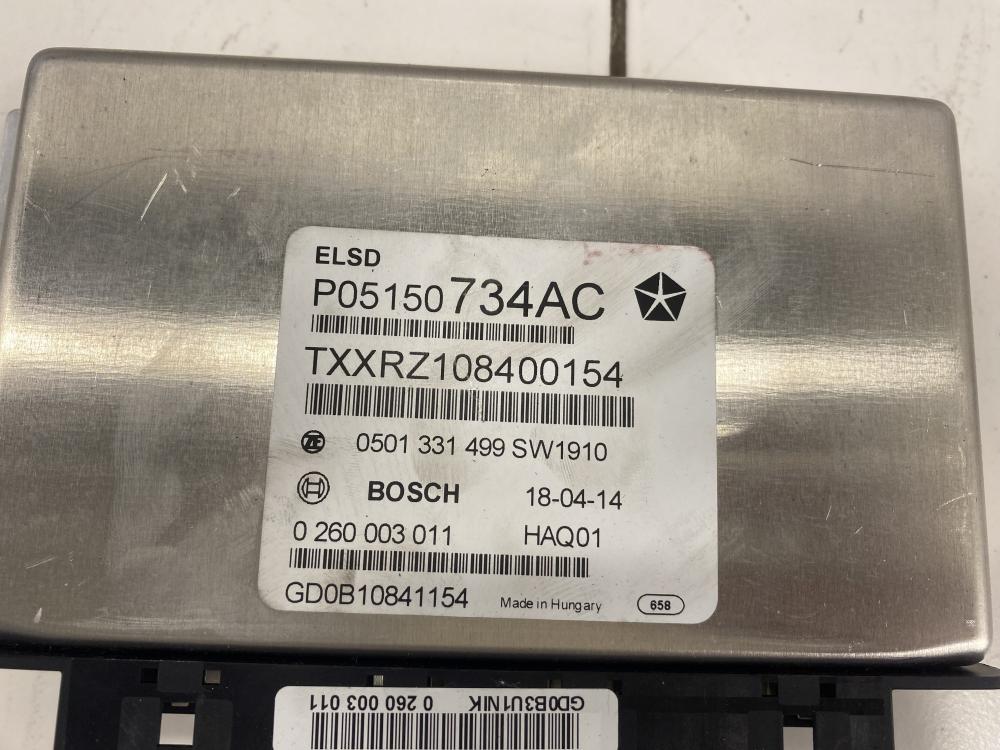 ELSD
P05150734AC
TXXRZ108400154
ZF 0501 331 499 SW1910
BOSCH 18-04-14
0 260 003 011 HAQ01
GD0B10841154 Made in Hungary 658
GD0B3U1NIK 0 260 003 011